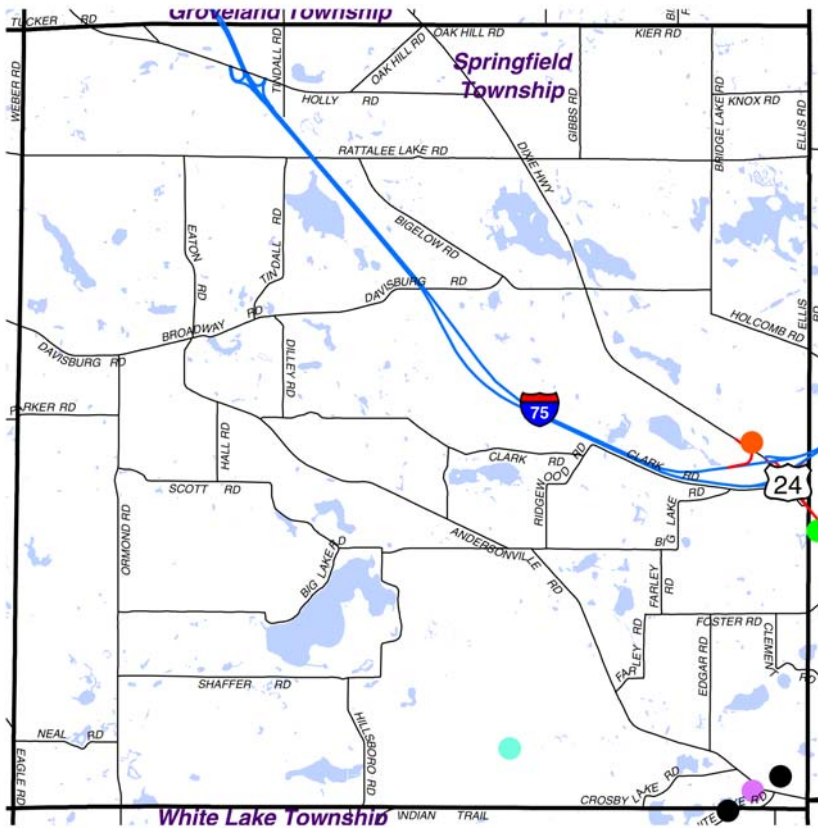 Groveland Township
TUCKER RD
OAK HILL RD
KIER RD
TINDALL RD
OAK HILL RD
Springfield
Township
WEBER RD
HOLLY RD
GIBBS RD
BRIDGE LAKE RD
KNOX RD
ELLIS RD
RATTALEE LAKE RD
DIXIE HWY
EATON RD
TINDALL RD
BIGELOW RD
DAVISBURG RD
ELLIS RD
HOLCOMB RD
BROADWAY RD
DAVISBURG RD
DILLEY RD
PARKER RD
75
HALL RD
CLARK RD
CLARK RD
24
SCOTT RD
RIDGEWOOD RD
BIG LAKE RD
ORMOND RD
ANDERSONVILLE RD
BIG LAKE RD
FARLEY RD
FOSTER RD
FARLEY RD
EDGAR RD
CLEMENT RD
SHAFFER RD
HILLSBORO RD
NEAL RD
EAGLE RD
CROSBY LAKE RD
White Lake Township
INDIAN TRAIL